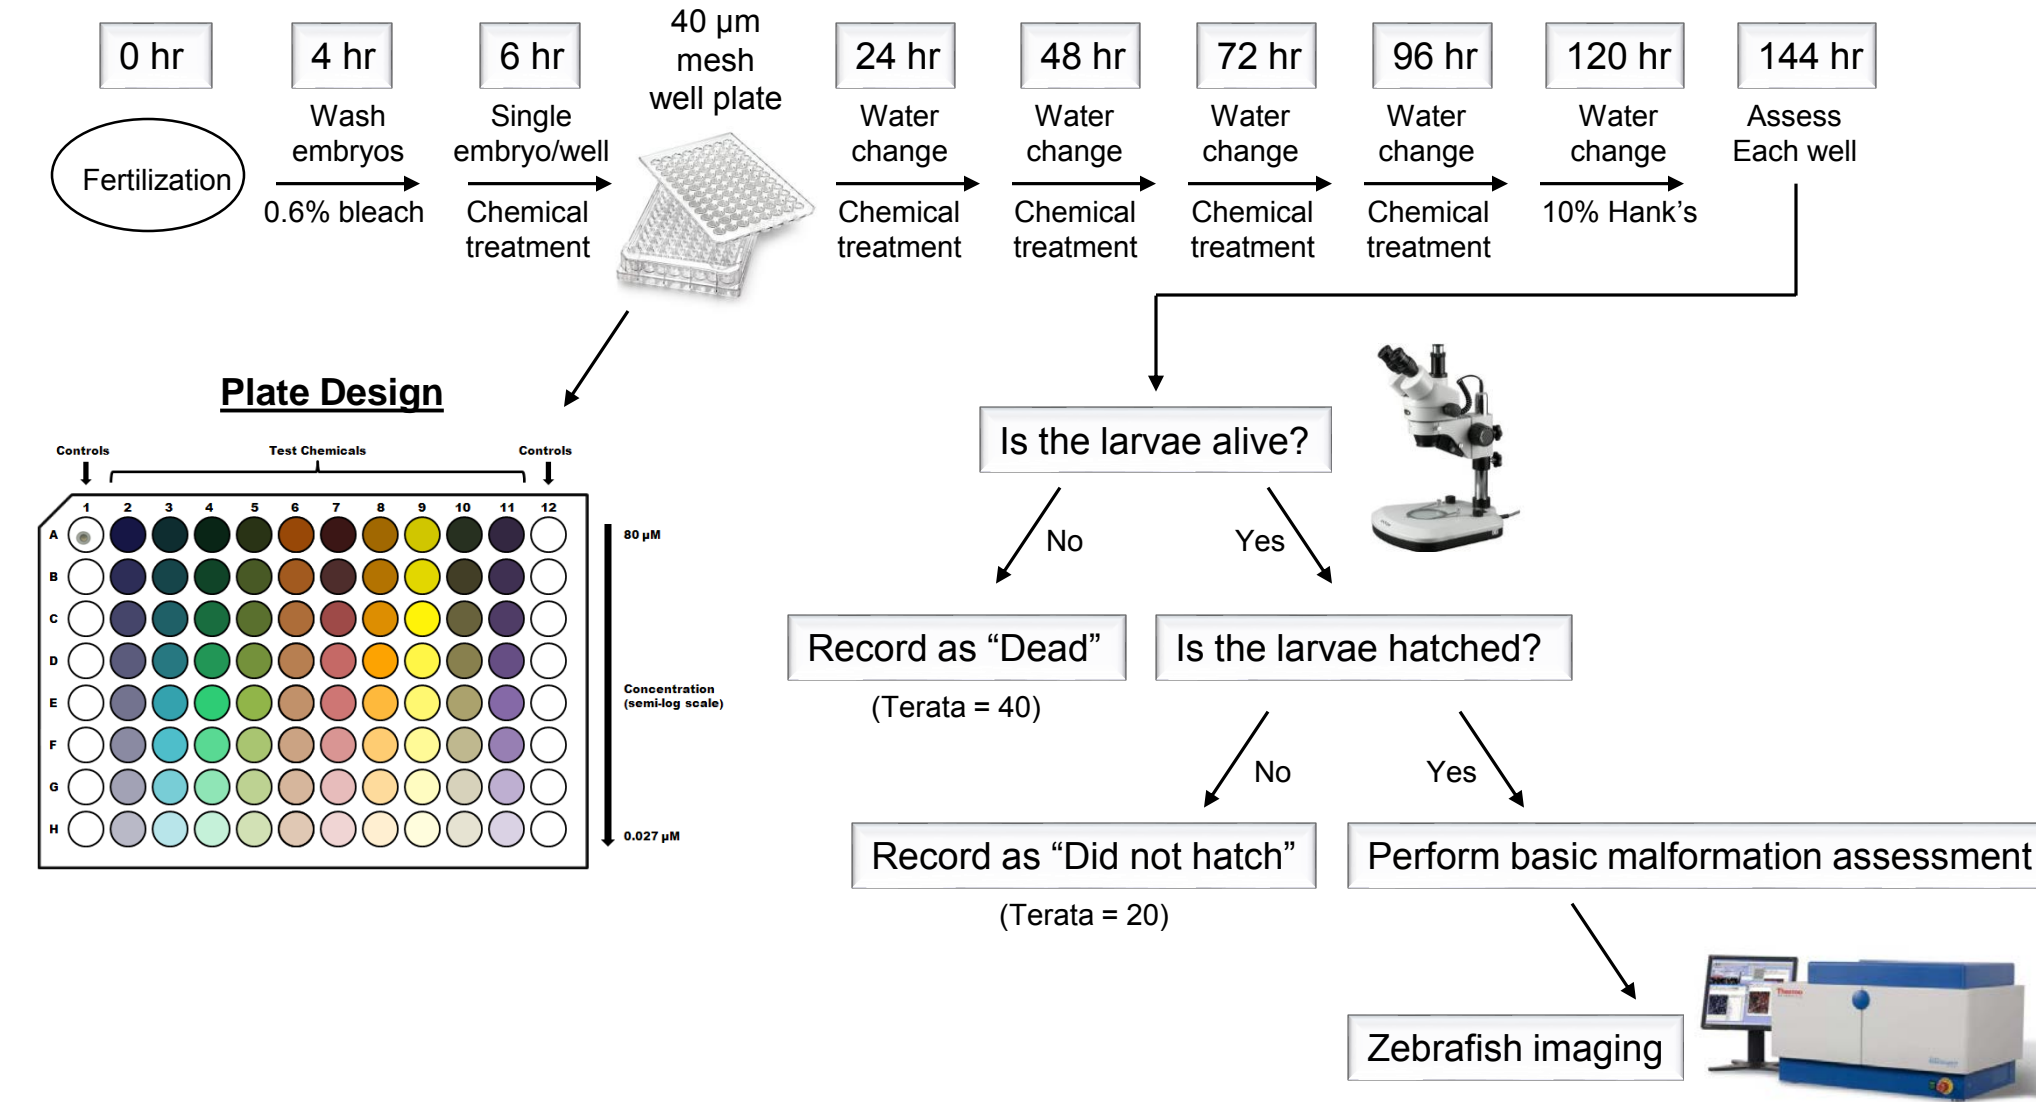 0 hr
4 hr
6 hr
40 µm
mesh
well plate
24 hr
48 hr
72 hr
96 hr
120 hr
144 hr
Fertilization
Wash
embryos
0.6% bleach
Single
embryo/well
Chemical
treatment
Water
change
Chemical
treatment
Water
change
Chemical
treatment
Water
change
Chemical
treatment
Water
change
Chemical
treatment
Water
change
10% Hank's
Assess
Each well
Plate Design
Controls
Test Chemicals
Controls
1 2 3 4 5 6 7 8 9 10 11 12
A
B
C
D
E
F
G
H
80 µM
Concentration
(semi-log scale)
0.027 µM
Is the larvae alive?
No
Yes
Record as “Dead”
(Terata = 40)
Is the larvae hatched?
No
Yes
Record as “Did not hatch”
(Terata = 20)
Perform basic malformation assessment
Zebrafish imaging
Thermo